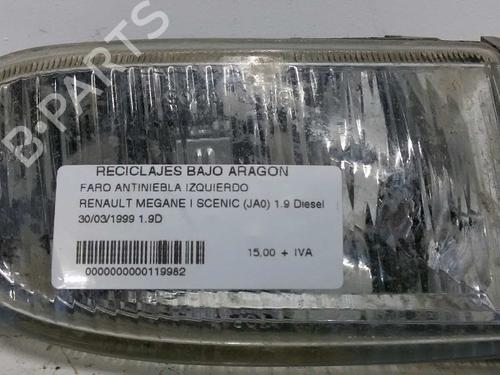 B-PARTS
RECICLAJES BAJO ARAGON
FARO ANTINIEBLA IZQUIERDO
RENAULT MEGANE I SCENIC (JA0) 1.9 Diesel
30/03/1999 1.9D
15,00 + IVA
0000000000119982